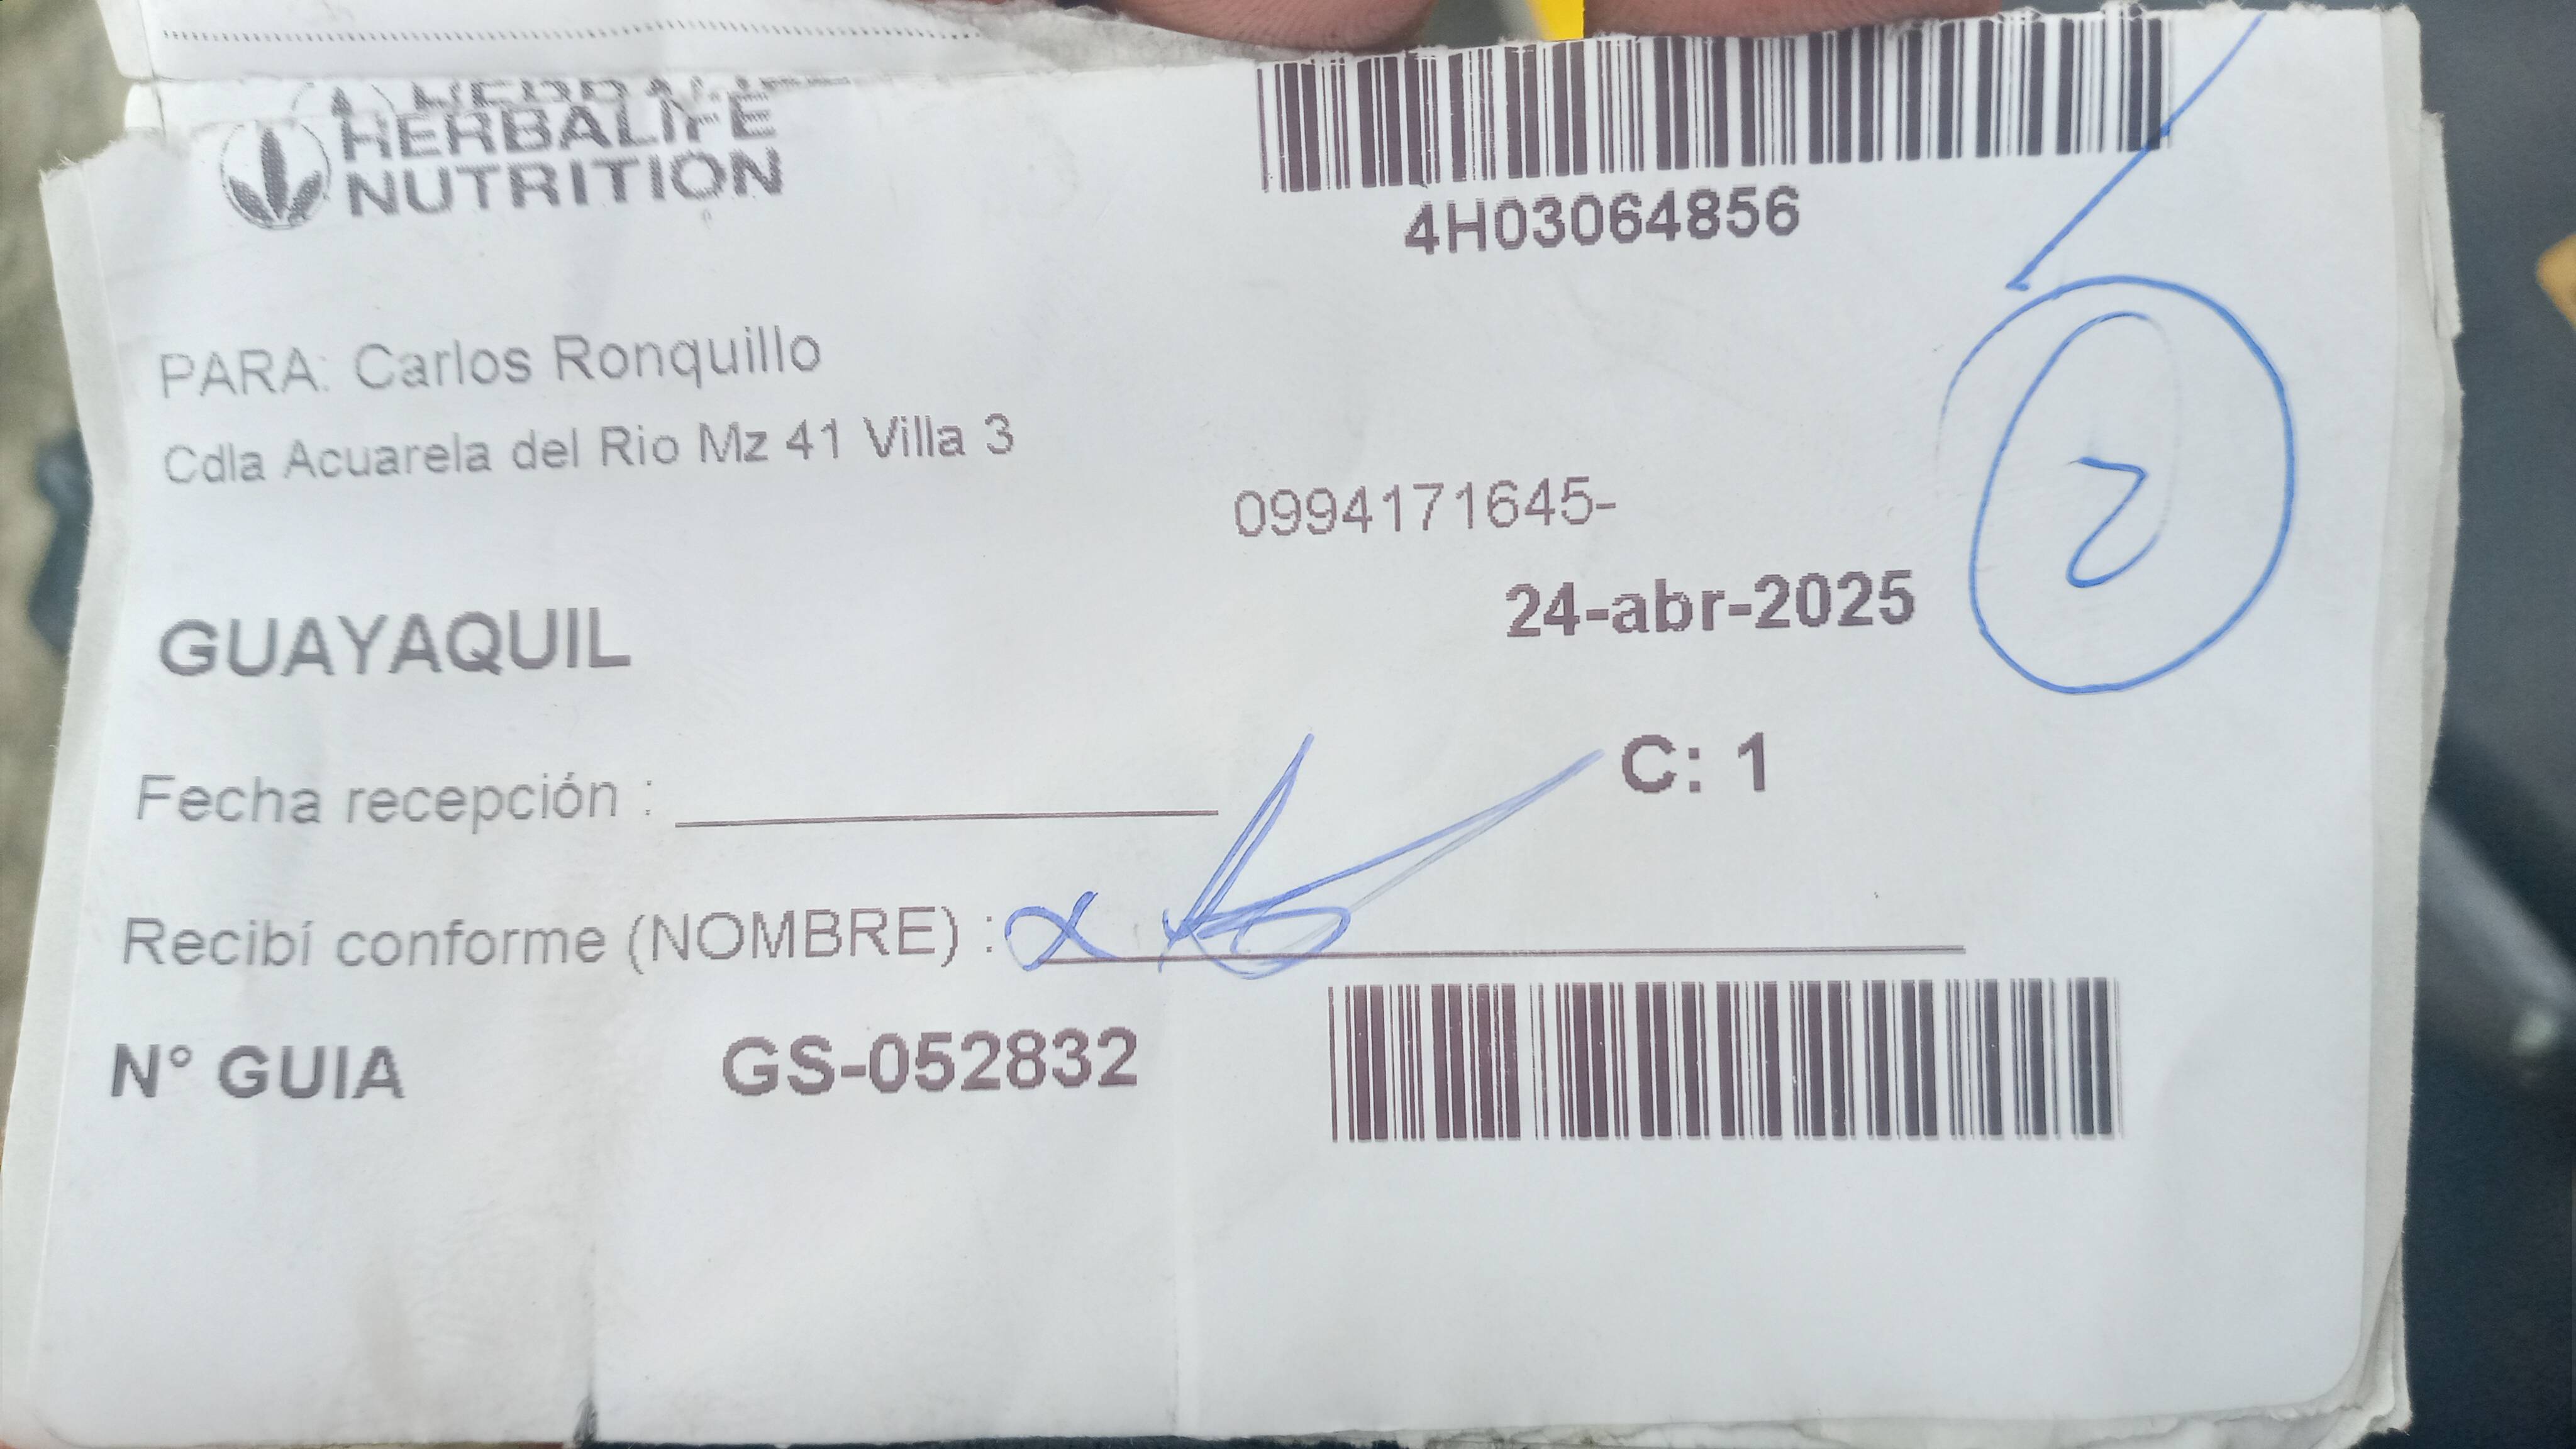 HERBALIFE
NUTRITION
4H03064856
PARA: Carlos Ronquillo
Cdla Acuarela del Rio Mz 41 Villa 3
0994171645-
24-abr-2025
2
GUAYAQUIL
C: 1
Fecha recepción :
Recibí conforme (NOMBRE) :
N° GUIA GS-052832